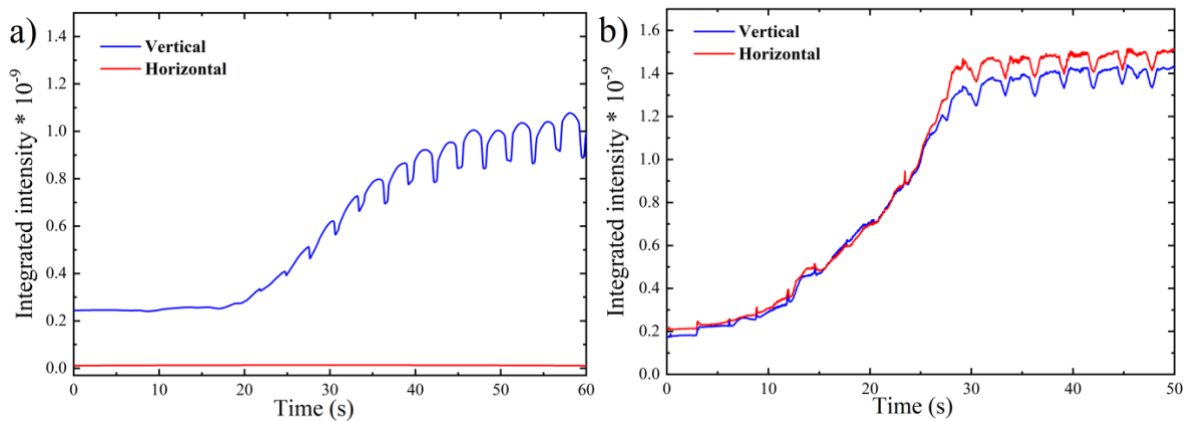 a)
Integrated intensity * 10⁻⁹
1.4
1.2
1.0
0.8
0.6
0.4
0.2
0.0
Vertical
Horizontal
0 10 20 30 40 50 60
Time (s)
b)
Integrated intensity * 10⁻⁹
1.6
1.4
1.2
1.0
0.8
0.6
0.4
0.2
0.0
Vertical
Horizontal
0 10 20 30 40 50
Time (s)